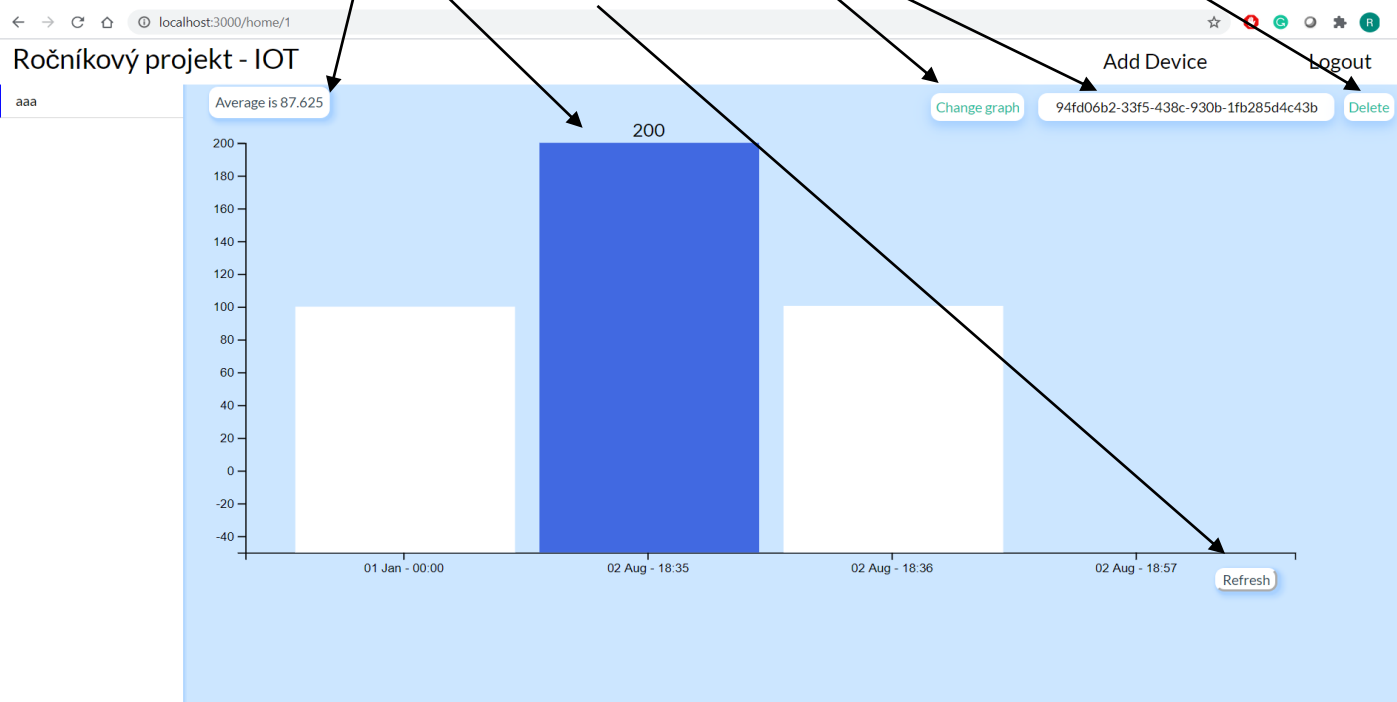 localhost:3000/home/1
R
Ročníkový projekt - IOT
Add Device
Logout
aaa
Average is 87.625
Change graph
94fd06b2-33f5-438c-930b-1fb285d4c43b
Delete
200
200
180
160
140
120
100
80
60
40
20
0
-20
-40
01 Jan - 00:00
02 Aug - 18:35
02 Aug - 18:36
02 Aug - 18:57
Refresh